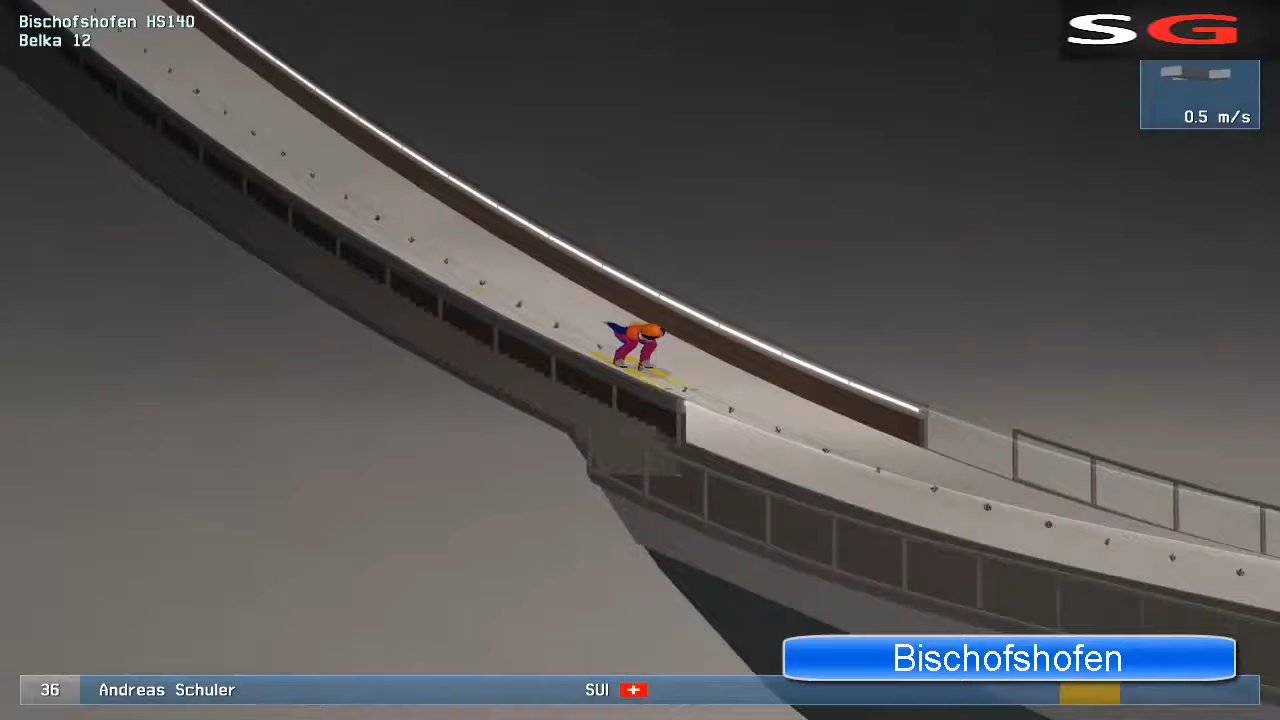 Bischofshofen HS140
Belka 12
SG
0.5 m/s
Bischofshofen
36 Andreas Schuler SUI